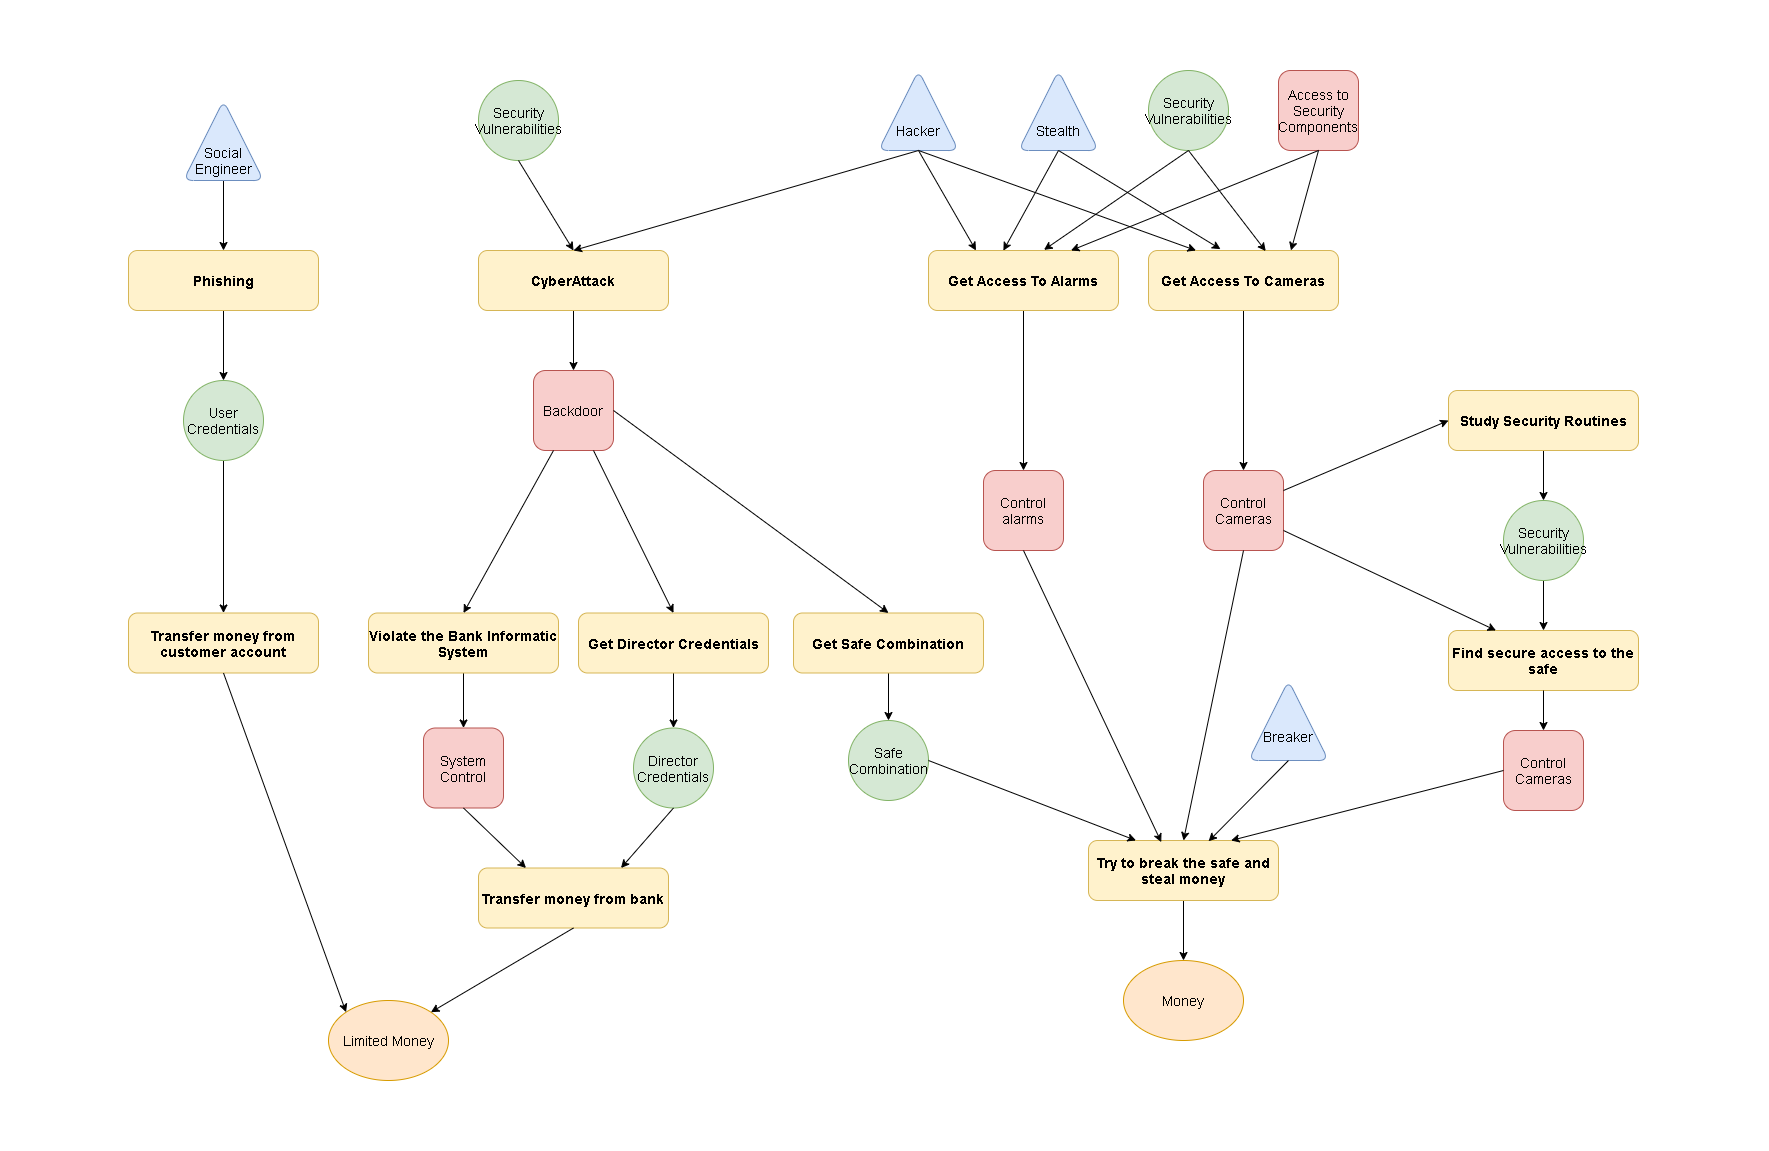 Security
Vulnerabilities
Hacker
Stealth
Security
Vulnerabilities
Access to
Security
Components
Social
Engineer
Phishing
CyberAttack
Get Access To Alarms
Get Access To Cameras
User
Credentials
Backdoor
Study Security Routines
Control
alarms
Control
Cameras
Security
Vulnerabilities
Transfer money from
customer account
Violate the Bank Informatic
System
Get Director Credentials
Get Safe Combination
Find secure access to the
safe
System
Control
Director
Credentials
Safe
Combination
Breaker
Control
Cameras
Transfer money from bank
Try to break the safe and
steal money
Limited Money
Money